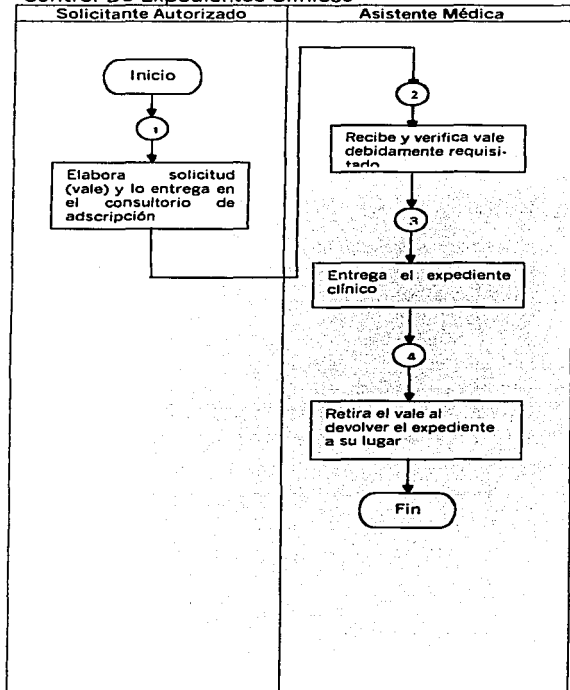 Control De Expedientes Clínicos
Solicitante Autorizado
Asistente Médica
Inicio
1
Elabora solicitud
(vale) y lo entrega en
el consultorio de
adscripción
2
Recibe y verifica vale
debidamente requisi-
tado
3
Entrega el expediente
clínico
4
Retira el vale al
devolver el expediente
a su lugar
Fin